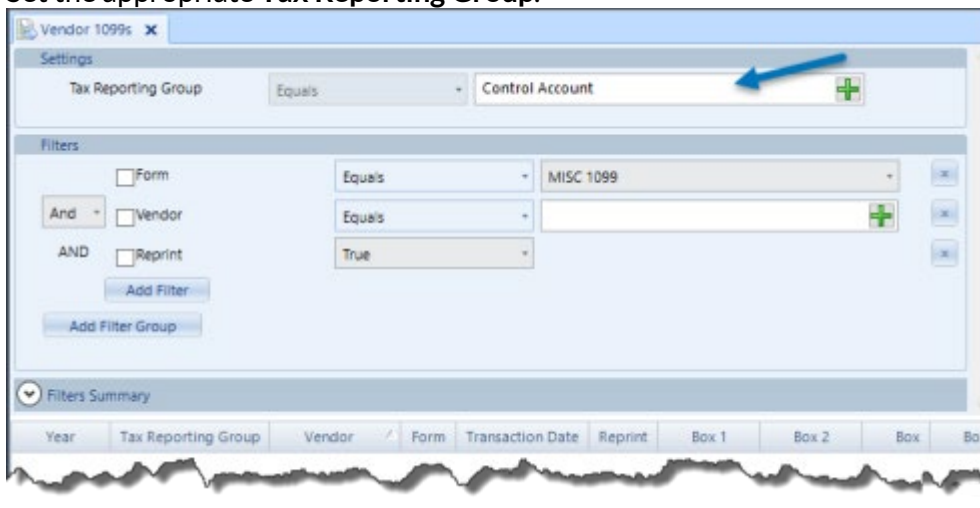 Set the appropriate Tax Reporting Group.
Vendor 1099s x
Settings
Tax Reporting Group Equals Control Account
Filters
Form Equals MISC 1099
And Vendor Equals
AND Reprint True
Add Filter
Add Filter Group
Filters Summary
Year Tax Reporting Group Vendor Form Transaction Date Reprint Box 1 Box 2 Box Bo